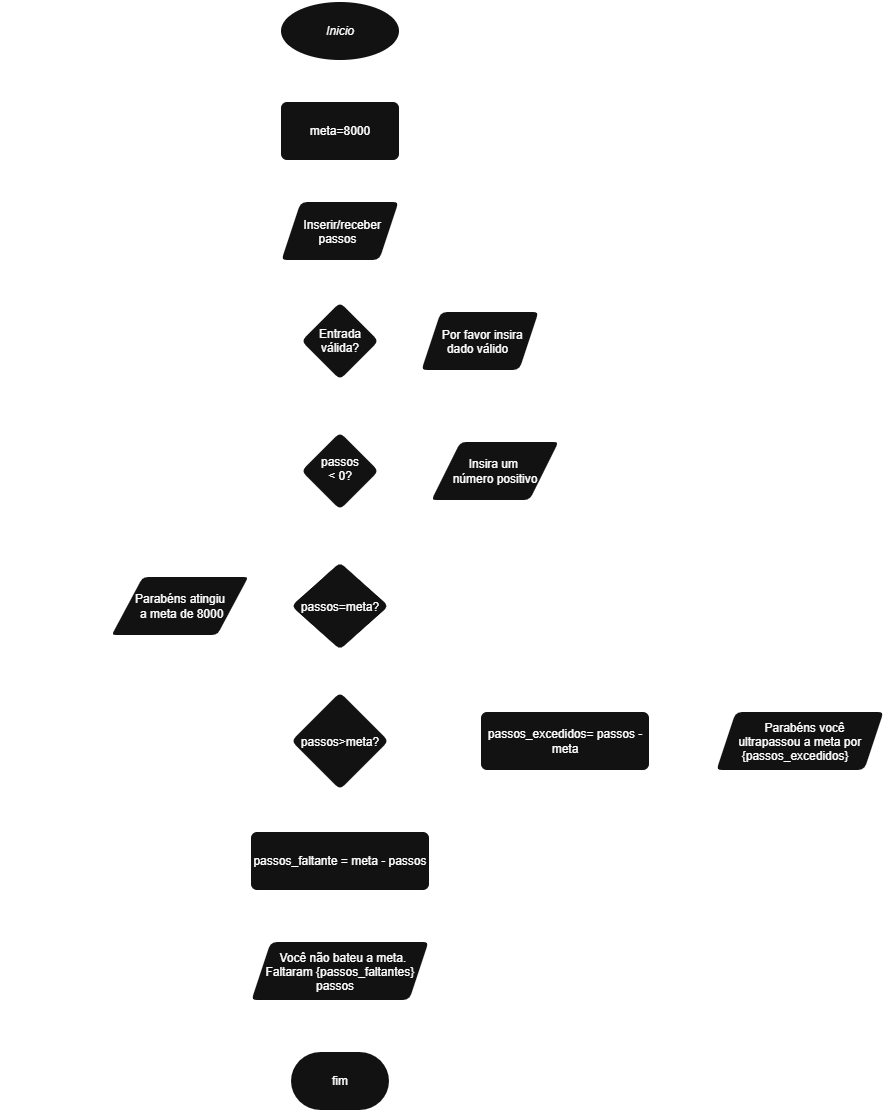 Inicio
meta=8000
Inserir/receber
passos
Entrada
válida?
Por favor insira
dado válido
passos
< 0?
Insira um
número positivo
Parabéns atingiu
a meta de 8000
passos=meta?
passos>meta?
passos_excedidos= passos -
meta
Parabéns você
ultrapassou a meta por
{passos_excedidos}
passos_faltante = meta - passos
Você não bateu a meta.
Faltaram {passos_faltantes}
passos
fim